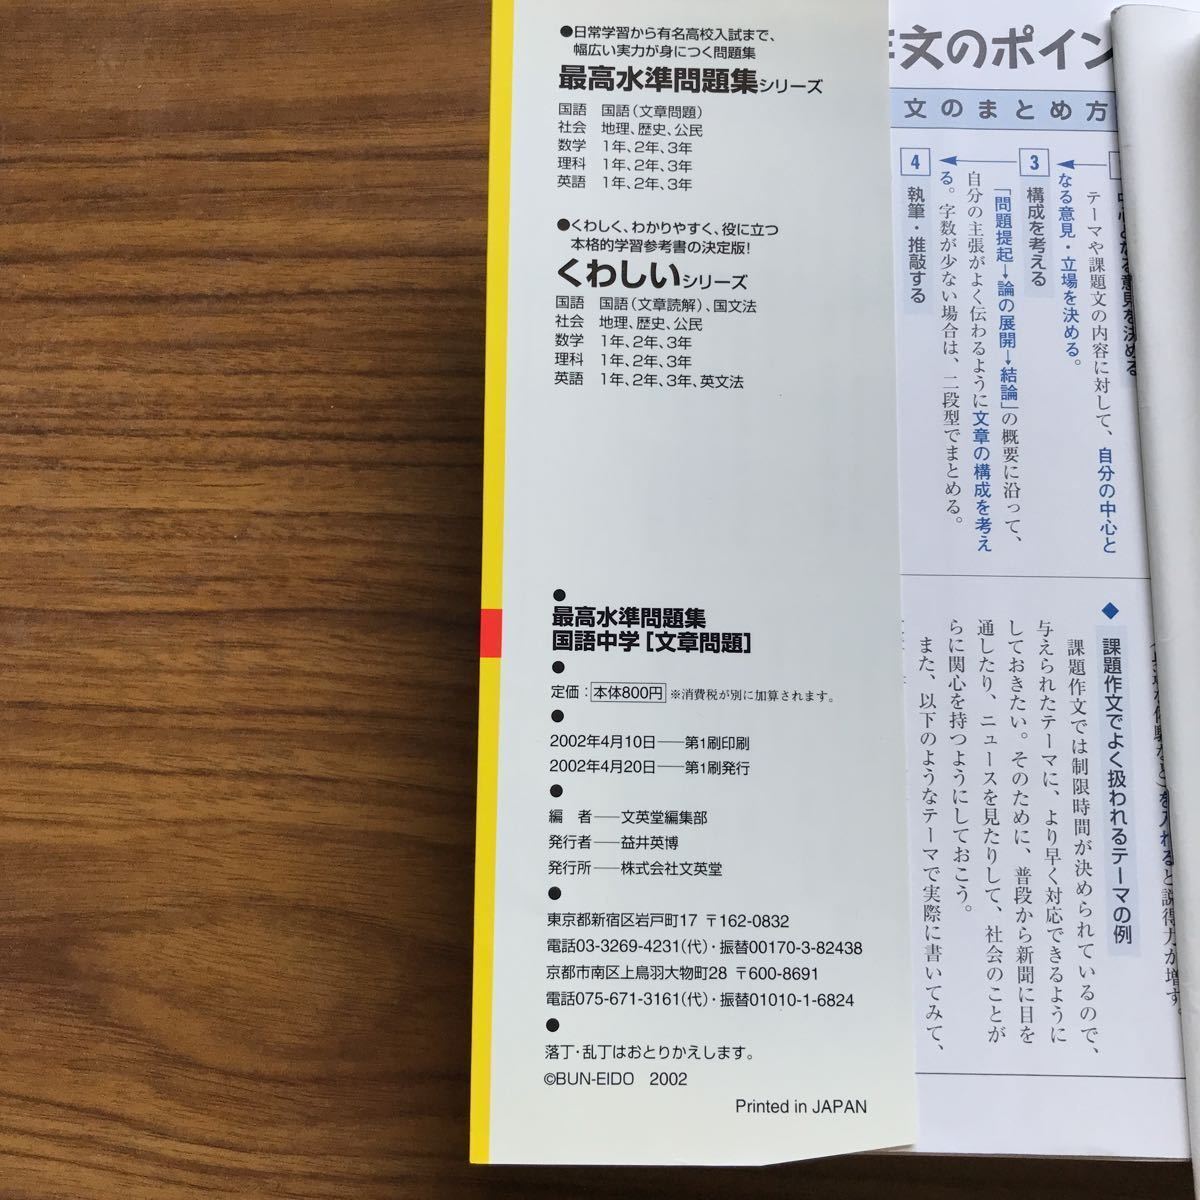 ●日常学習から有名高校入試まで、
幅広い実力が身につく問題集
最高水準問題集シリーズ
国語 国語(文章問題)
社会 地理、歴史、公民
数学 1年、2年、3年
理科 1年、2年、3年
英語 1年、2年、3年
●くわしく、わかりやすく、役に立つ
本格的学習参考書の決定版!
くわしいシリーズ
国語 国語(文章読解)、国文法
社会 地理、歴史、公民
数学 1年、2年、3年
理科 1年、2年、3年
英語 1年、2年、3年、英文法
●
最高水準問題集
国語中学[文章問題]
●
定価:本体800円 ※消費税が別に加算されます。
●
2002年4月10日―第1刷印刷
2002年4月20日―第1刷発行
●
編 者―文英堂編集部
発行者―益井英博
発行所―株式会社文英堂
●
東京都新宿区岩戸町17 〒162-0832
電話03-3269-4231(代)・振替00170-3-82438
京都市南区上鳥羽大物町28 〒600-8691
電話075-671-3161(代)・振替01010-1-6824
●
落丁・乱丁はおとりかえします。
©BUN-EIDO 2002
Printed in JAPAN
作文のポイン
文のまとめ方
中心となる意見を決める
テーマや課題文の内容に対して、自分の中心と
なる意見・立場を決める。
3 構成を考える
「問題提起→論の展開→結論」の概要に沿って、
自分の主張がよく伝わるように文章の構成を考え
る。字数が少ない場合は、二段型でまとめる。
4 執筆・推敲する
を入れると説得力が増す。
◆ 課題作文でよく扱われるテーマの例
課題作文では制限時間が決められているので、
与えられたテーマに、より早く対応できるように
しておきたい。そのために、普段から新聞に目を
通したり、ニュースを見たりして、社会のことが
らに関心を持つようにしておこう。
また、以下のようなテーマで実際に書いてみて、